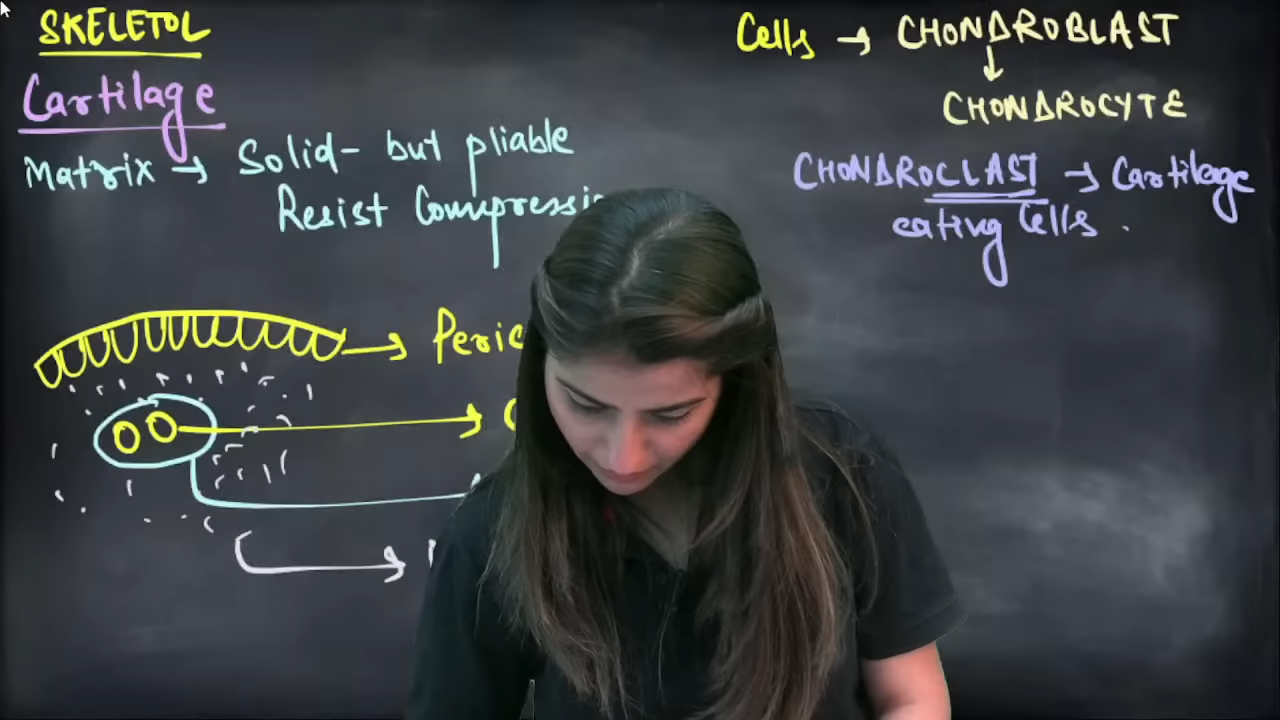 SKELETOL
Cartilage
Matrix → Solid- but pliable
Resist Compressi
Peric
Cells → CHONDROBLAST
↓
CHONDROCYTE
CHONDROCLAST → Cartilage
eating Cells .